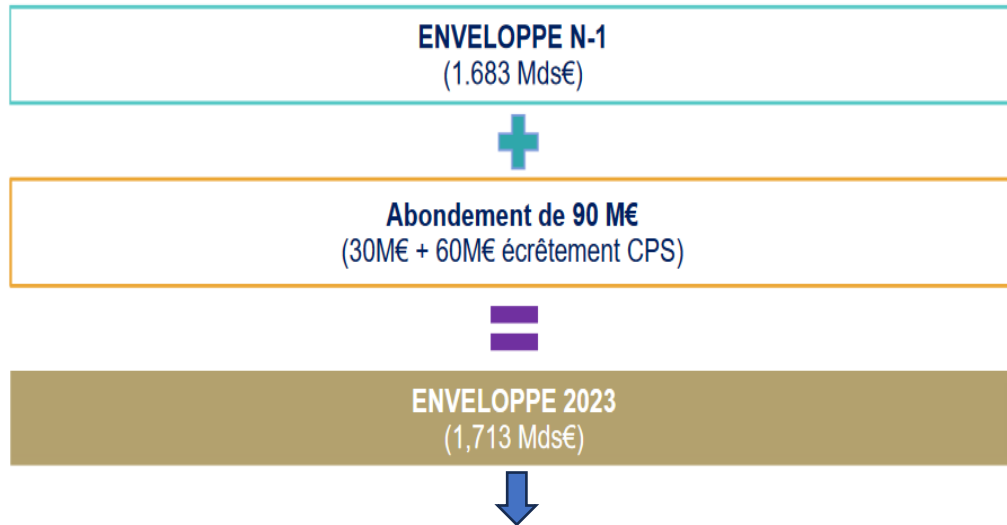 ENVELOPPE N-1
(1.683 Mds€)
Abondement de 90 M€
(30M€ + 60M€ écrêtement CPS)
ENVELOPPE 2023
(1,713 Mds€)